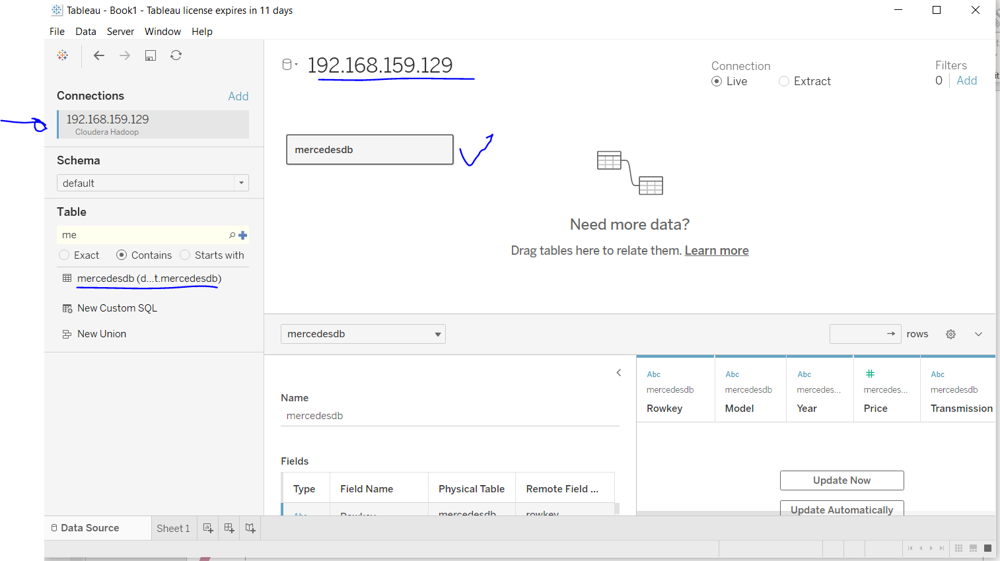 Tableau - Book1 - Tableau license expires in 11 days
File Data Server Window Help
Connections Add
192.168.159.129
Cloudera Hadoop
Schema
default
Table
me
Exact Contains Starts with
mercedesdb (d...t.mercedesdb)
New Custom SQL
New Union
192.168.159.129
Connection
Live Extract
Filters
0 Add
mercedesdb
Need more data?
Drag tables here to relate them. Learn more
mercedesdb
rows
Name
mercedesdb
Fields
Type Field Name Physical Table Remote Field ...
Abc Rowkey mercedesdb rowkey
Abc Abc Abc # Abc
mercedesdb mercedesdb mercedes... mercedes... mercedesdb
Rowkey Model Year Price Transmission
Update Now
Update Automatically
Data Source Sheet 1